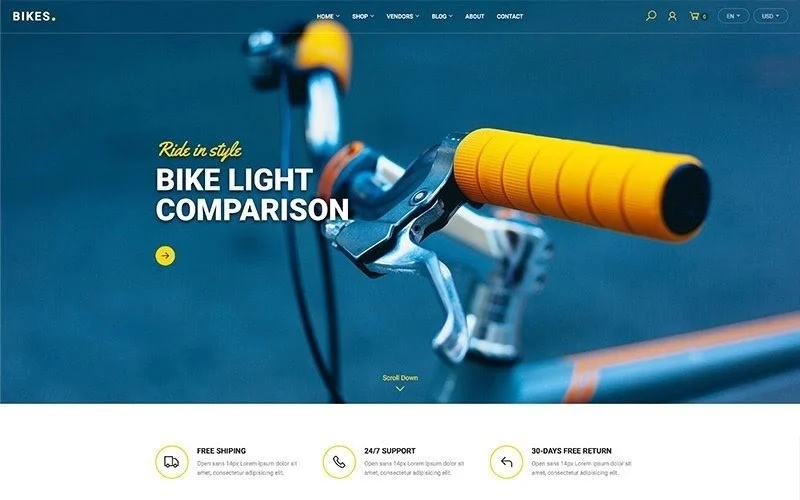 BIKES.
HOME SHOP VENDORS BLOG ABOUT CONTACT
0 EN USD
Ride in style
BIKE LIGHT
COMPARISON
Scroll Down
FREE SHIPING
Open sans 14px Lorem ipsum dolor sit
amet, consectetur adipisicing elit.
24/7 SUPPORT
Open sans 14px Lorem ipsum dolor sit
amet, consectetur adipisicing elit.
30-DAYS FREE RETURN
Open sans 14px Lorem ipsum dolor sit
amet, consectetur adipisicing elit.